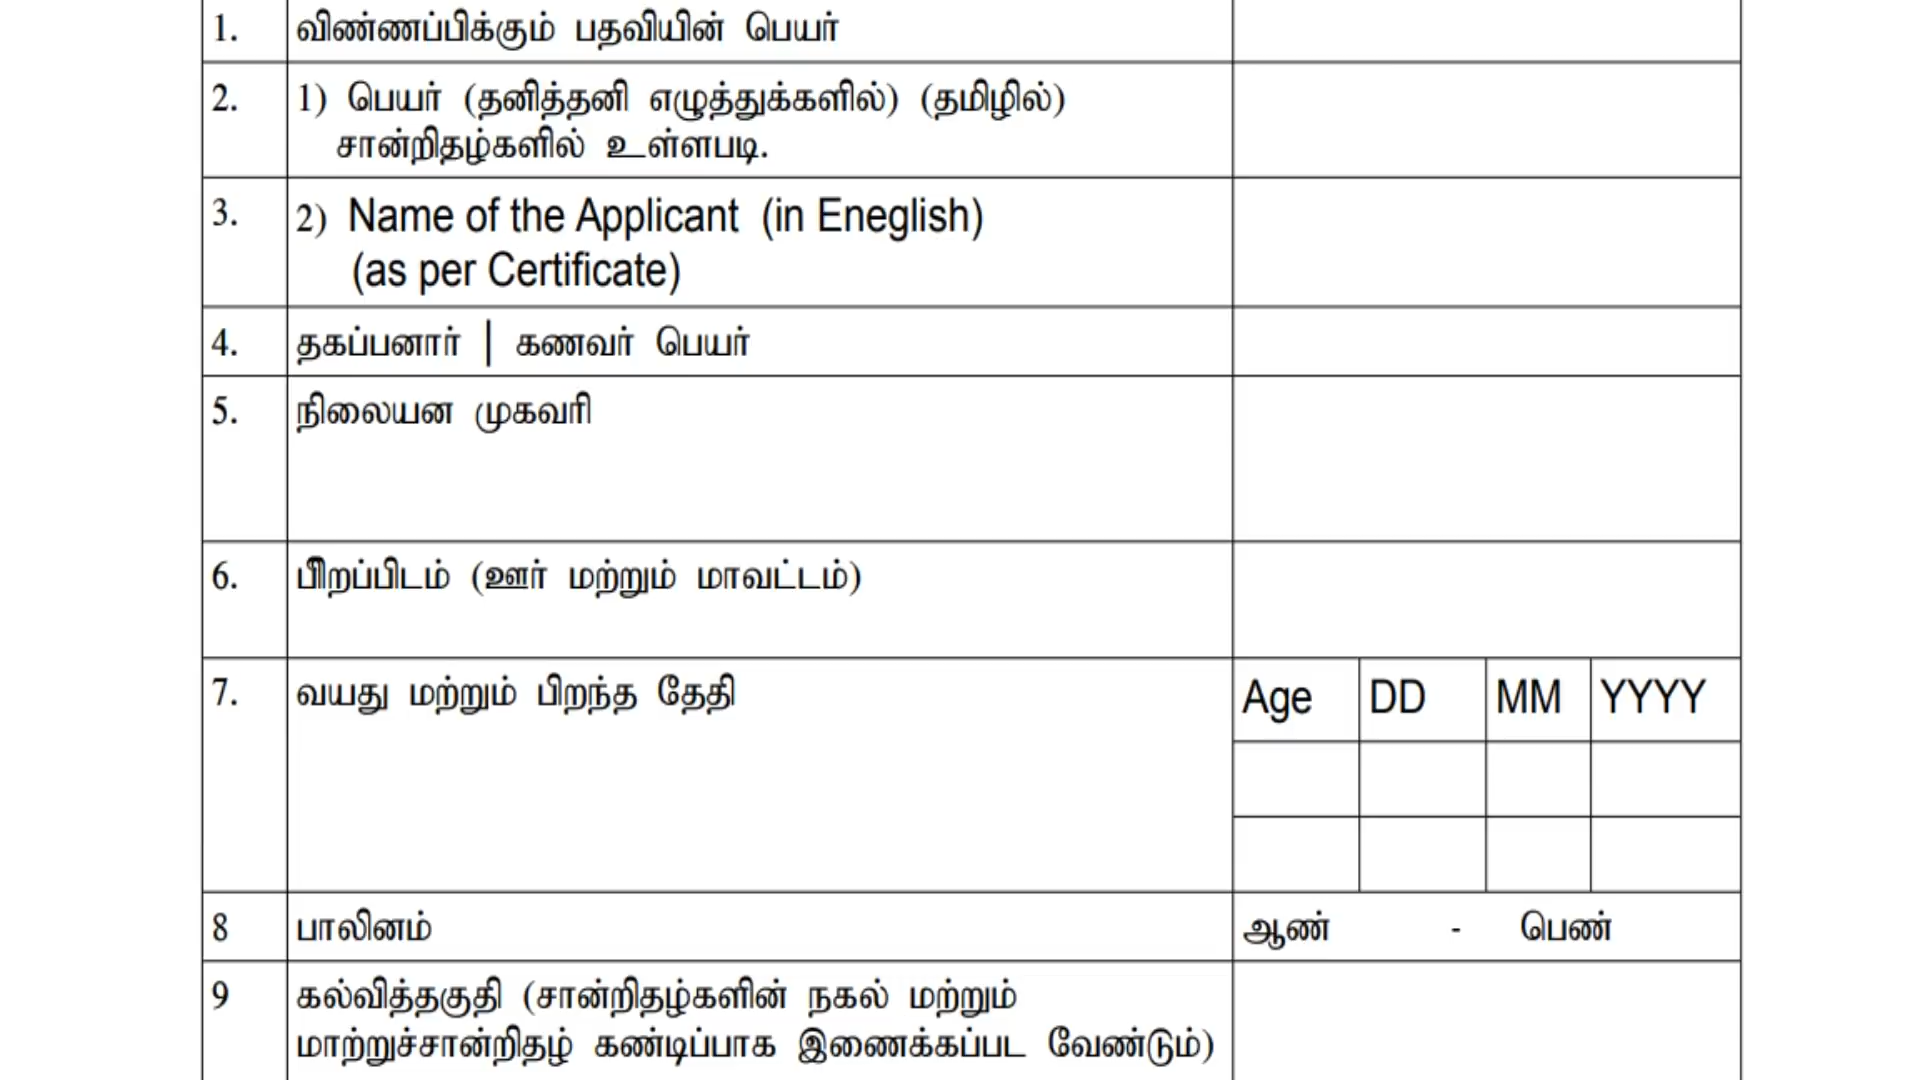 1. விண்ணப்பிக்கும் பதவியின் பெயர்
2. 1) பெயர் (தனித்தனி எழுத்துக்களில்) (தமிழில்)
சான்றிதழ்களில் உள்ளபடி.
3. 2) Name of the Applicant (in Eneglish)
(as per Certificate)
4. தகப்பனார் | கணவர் பெயர்
5. நிலையன முகவரி
6. பிறப்பிடம் (ஊர் மற்றும் மாவட்டம்)
7. வயது மற்றும் பிறந்த தேதி Age DD MM YYYY
8 பாலினம் ஆண் - பெண்
9 கல்வித்தகுதி (சான்றிதழ்களின் நகல் மற்றும்
மாற்றுச்சான்றிதழ் கண்டிப்பாக இணைக்கப்பட வேண்டும்)